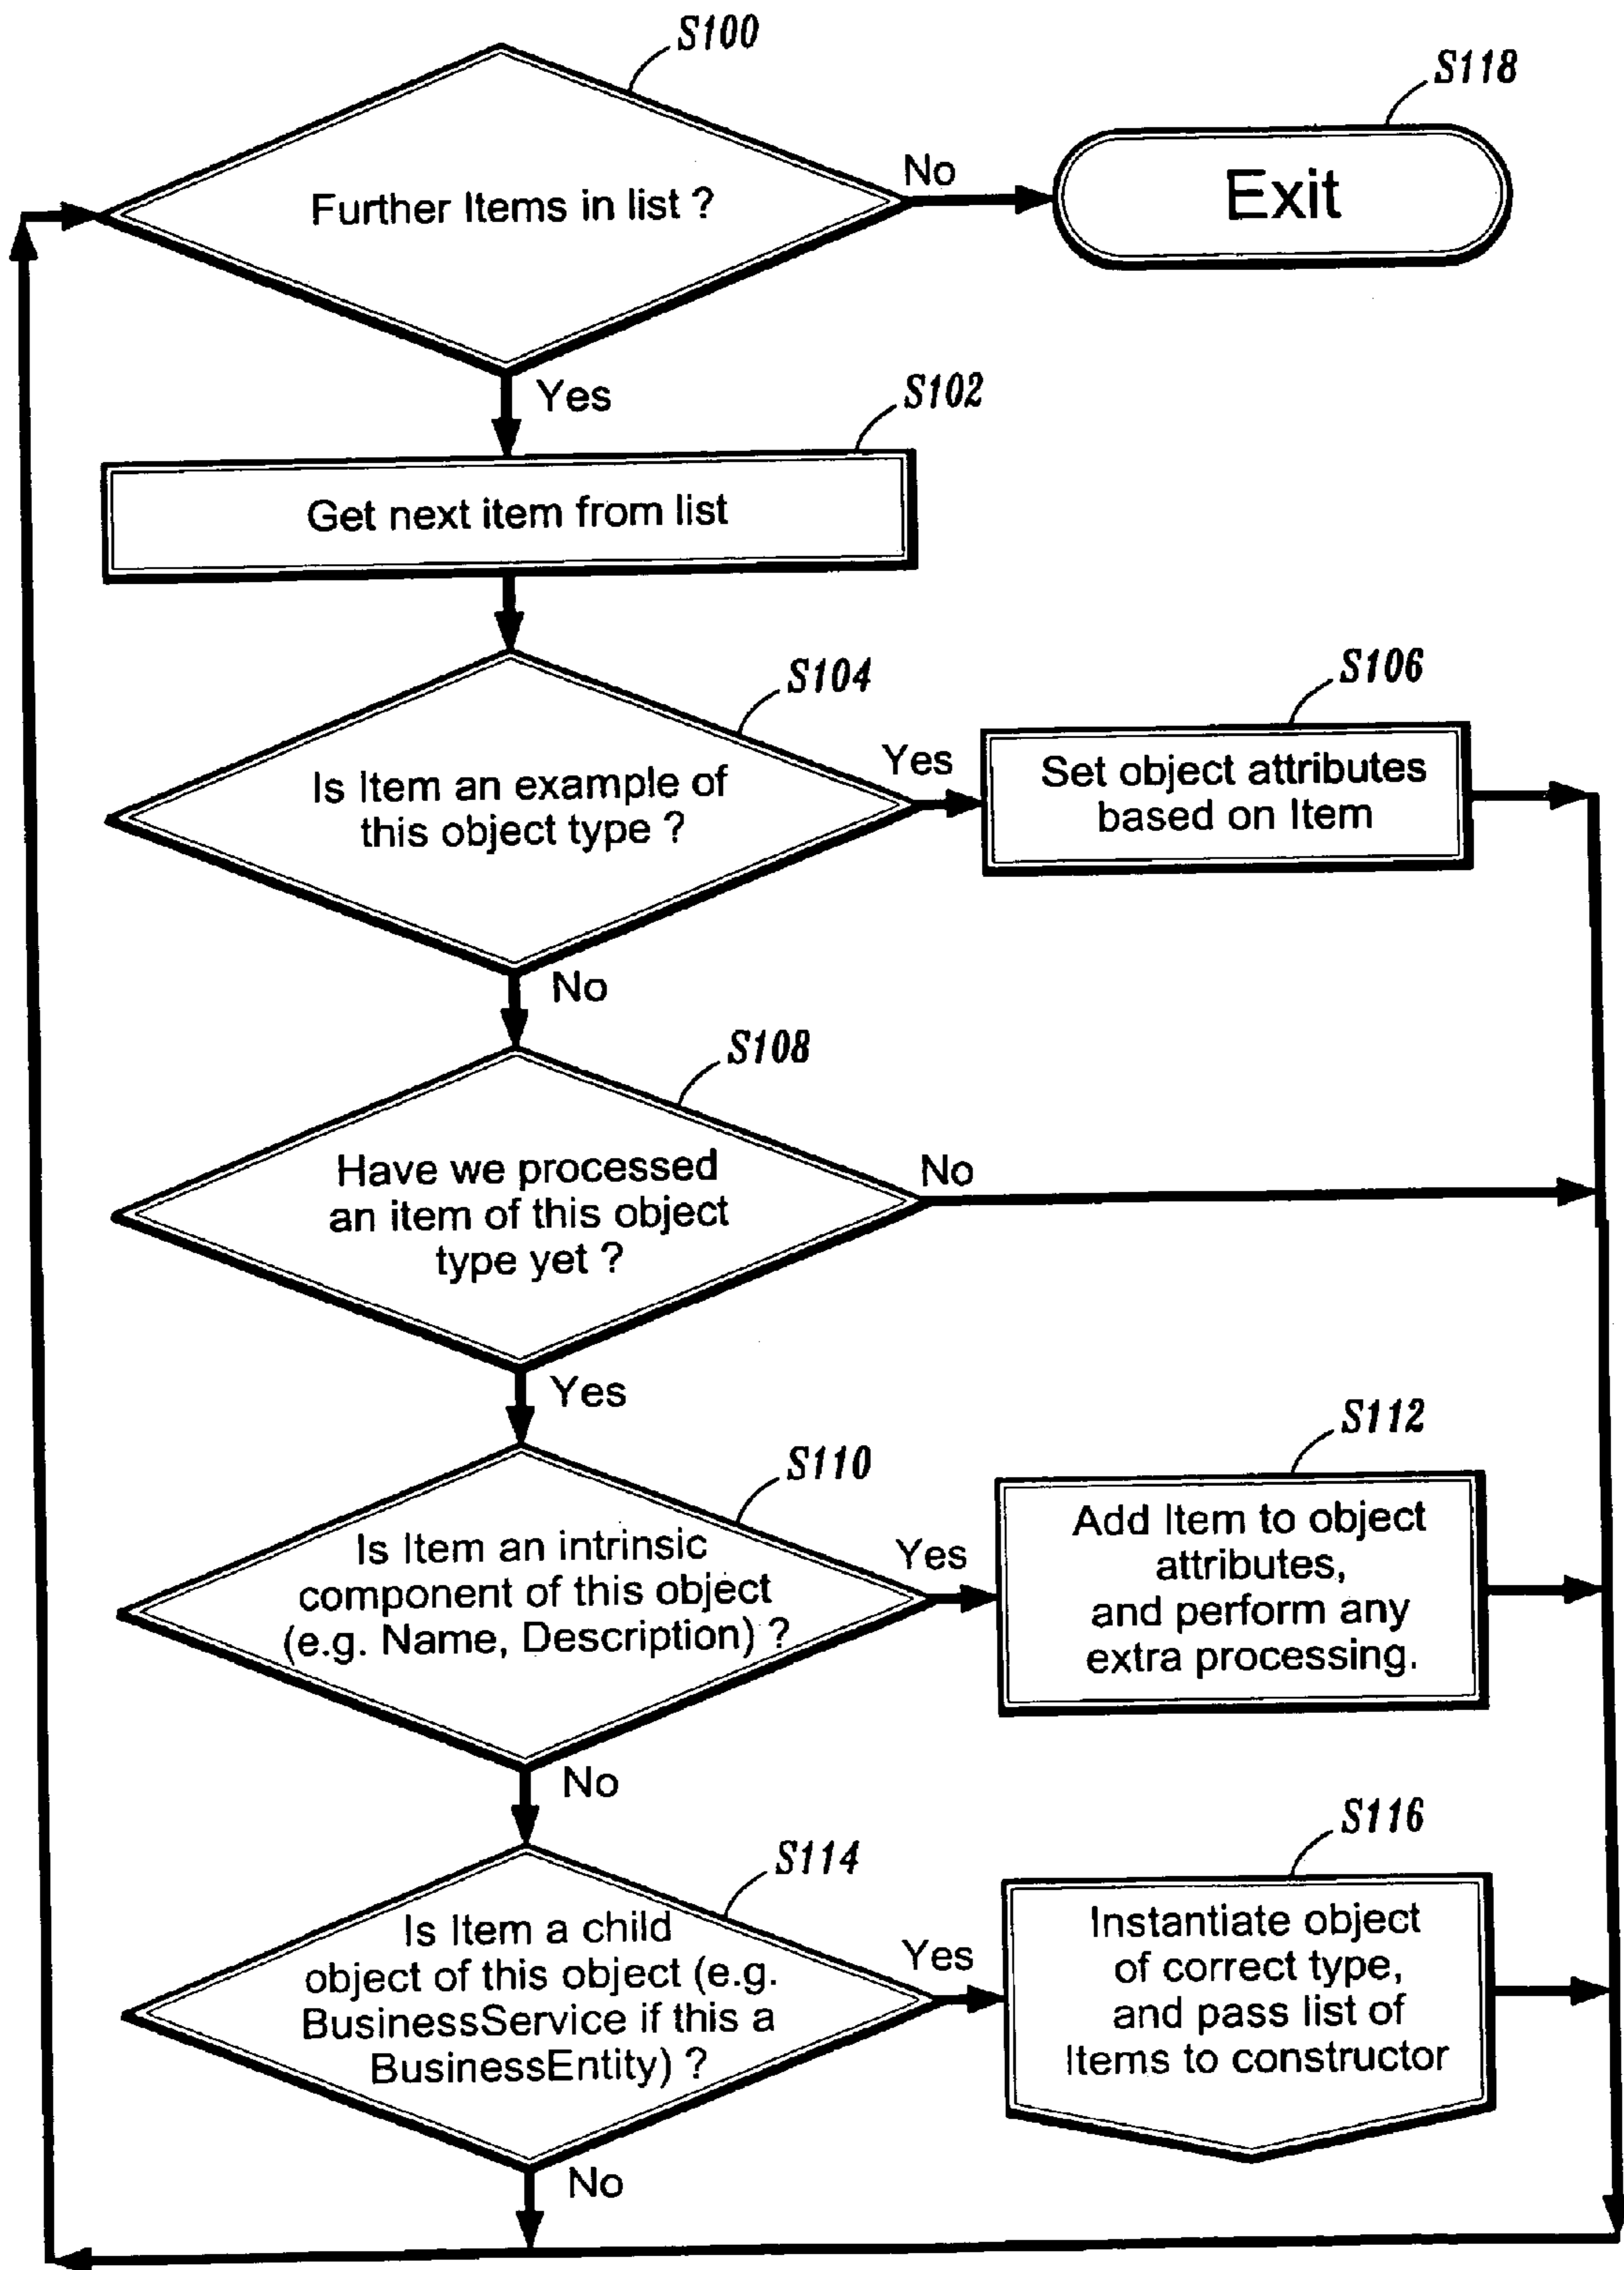 S100
S118
Further Items in list ?
No
Exit
Yes
S102
Get next item from list
S104
S106
Is Item an example of
this object type ?
Yes
Set object attributes
based on Item
No
S108
Have we processed
an item of this object
type yet ?
No
Yes
S110
S112
Is Item an intrinsic
component of this object
(e.g. Name, Description) ?
Yes
Add Item to object
attributes,
and perform any
extra processing.
No
S114
S116
Is Item a child
object of this object (e.g.
BusinessService if this a
BusinessEntity) ?
Yes
Instantiate object
of correct type,
and pass list of
Items to constructor
No